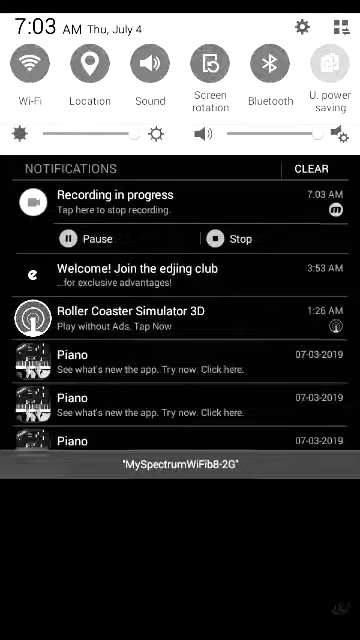 7:03 AM Thu, July 4
Wi-Fi
Location
Sound
Screen
rotation
Bluetooth
U. power
saving
NOTIFICATIONS
CLEAR
Recording in progress
7:03 AM
Tap here to stop recording.
Pause
Stop
Welcome! Join the edjing club
3:53 AM
...for exclusive advantages!
Roller Coaster Simulator 3D
1:26 AM
Play without Ads. Tap Now
Piano
07-03-2019
See what's new the app. Try now. Click here.
Piano
07-03-2019
See what's new the app. Try now. Click here.
Piano
07-03-2019
"MySpectrumWiFib8-2G"